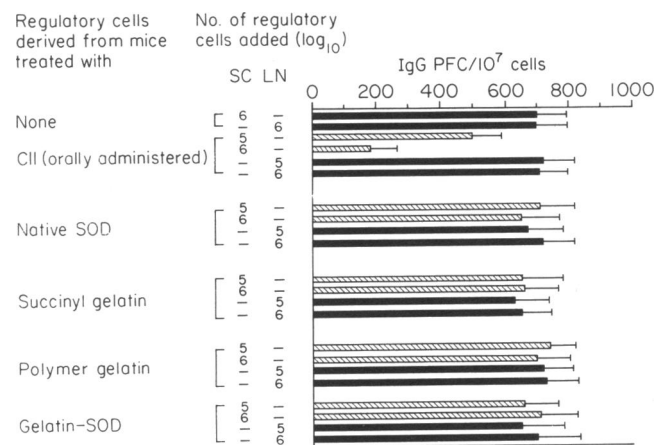 Regulatory cells No. of regulatory
derived from mice cells added (log10)
treated with
SC LN
IgG PFC/10⁷ cells
0 200 400 600 800 1000
None 6 –
– 6
CII (orally administered) 5 –
6 –
– 5
– 6
Native SOD 5 –
6 –
– 5
– 6
Succinyl gelatin 5 –
6 –
– 5
– 6
Polymer gelatin 5 –
6 –
– 5
– 6
Gelatin-SOD 5 –
6 –
– 5
– 6